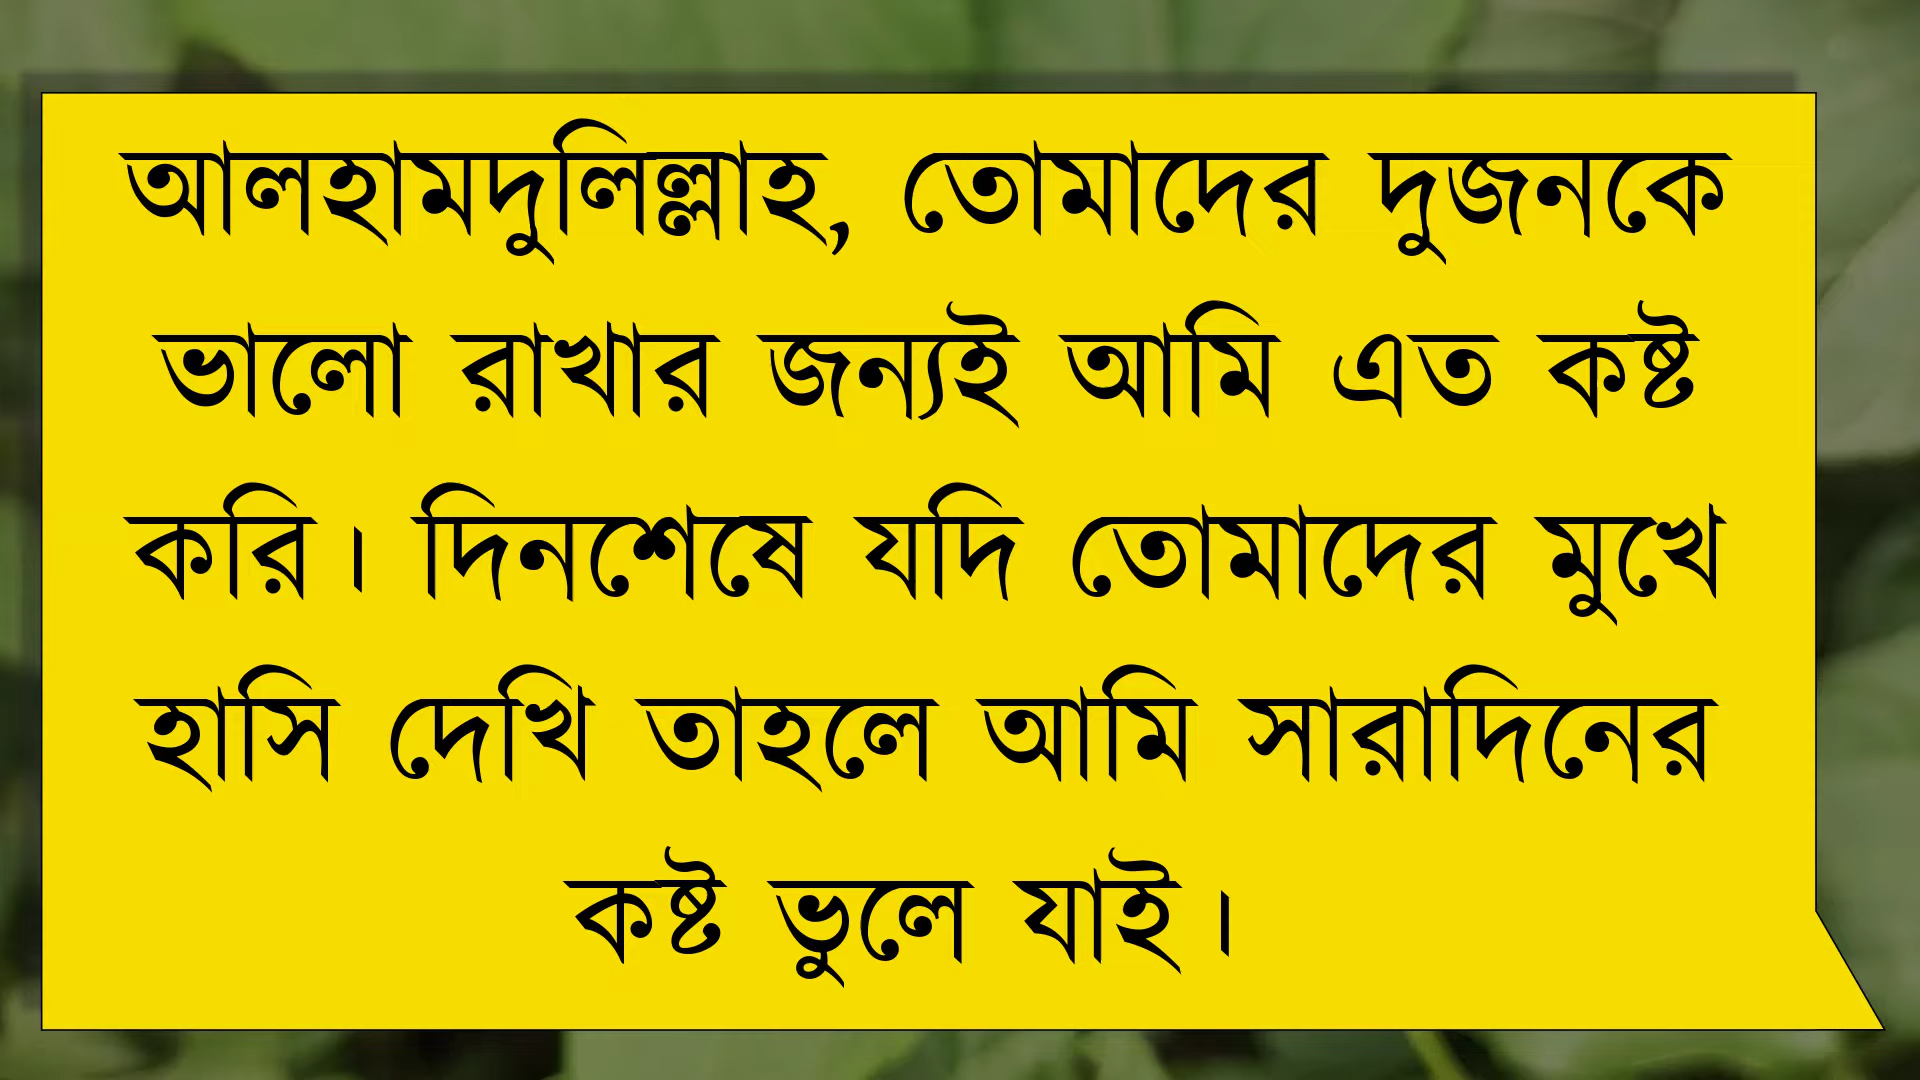 আলহামদুলিল্লাহ, তোমাদের দুজনকে
ভালো রাখার জন্যই আমি এত কষ্ট
করি। দিনশেষে যদি তোমাদের মুখে
হাসি দেখি তাহলে আমি সারাদিনের
কষ্ট ভুলে যাই।